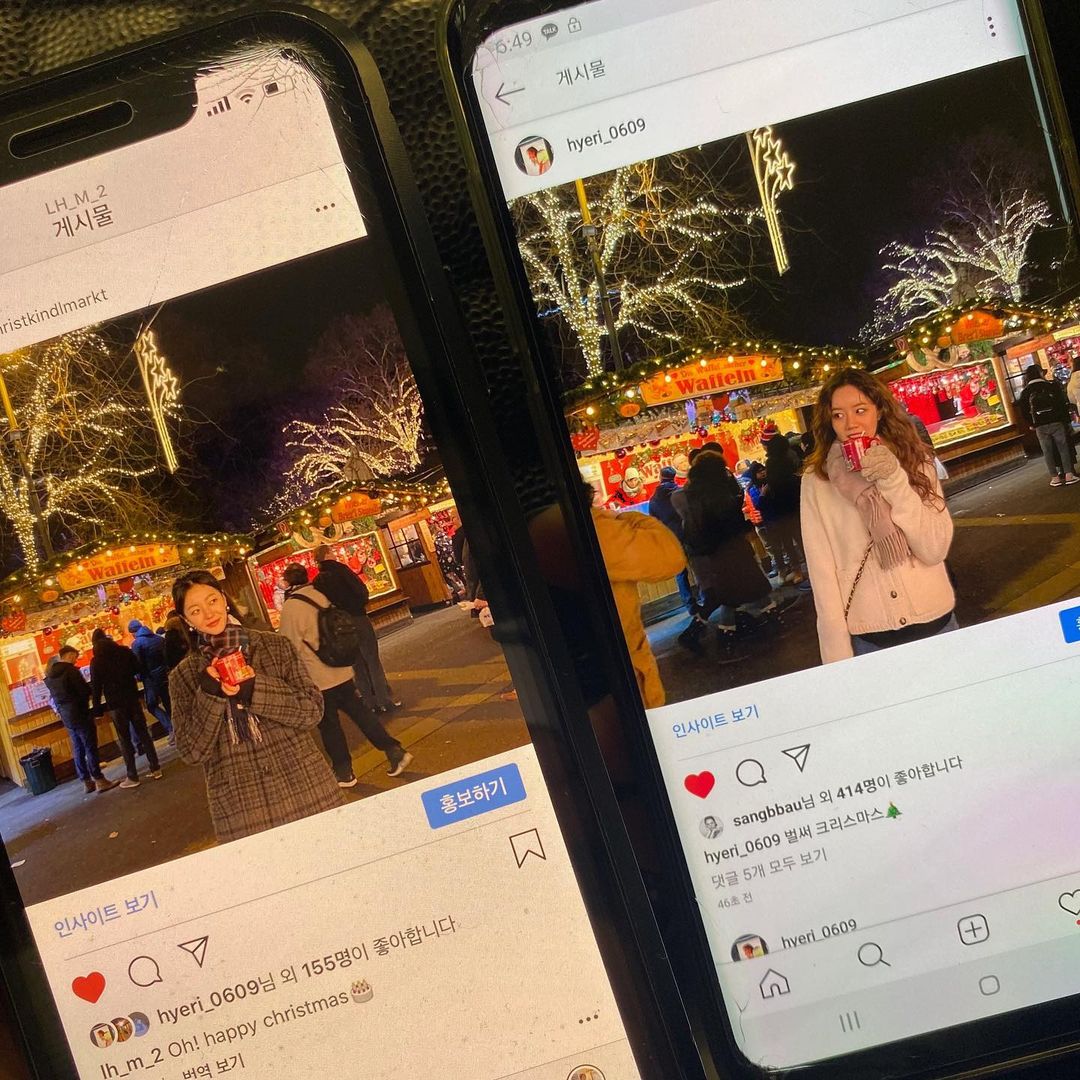 LH_M_2
게시물
ristkindlmarkt
Waffeln
홍보하기
인사이트 보기
hyeri_0609님 외 155명이 좋아합니다
lh_m_2 Oh! happy christmas🎂
번역 보기
6:49 TALK
게시물
hyeri_0609
Waffeln
인사이트 보기
sangbbau님 외 414명이 좋아합니다
hyeri_0609 벌써 크리스마스🎄
댓글 5개 모두 보기
46초 전
hyeri_0609